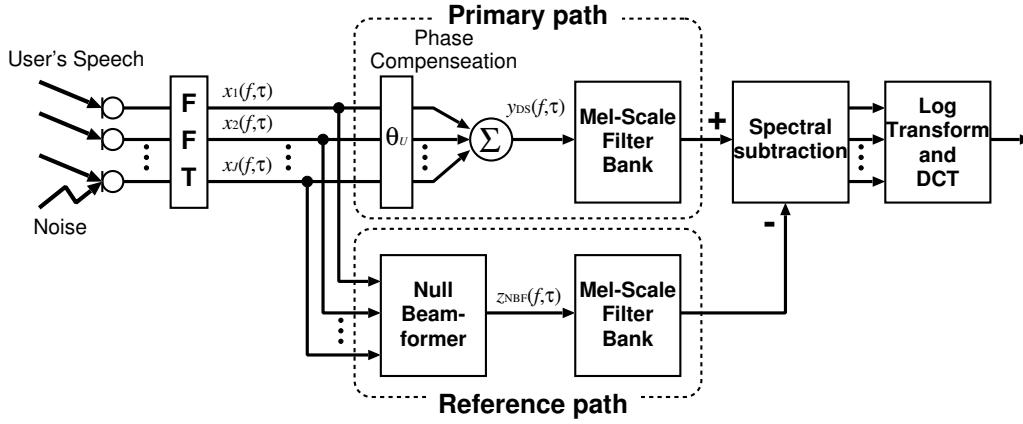 Primary path
Phase
Compenseation
User's Speech
F
F
T
x1(f,τ)
x2(f,τ)
xJ(f,τ)
Noise
θU
Σ
yDS(f,τ)
Mel-Scale
Filter
Bank
+
Spectral
subtraction
-
Log
Transform
and
DCT
Null
Beam-
former
zNBF(f,τ)
Mel-Scale
Filter
Bank
Reference path